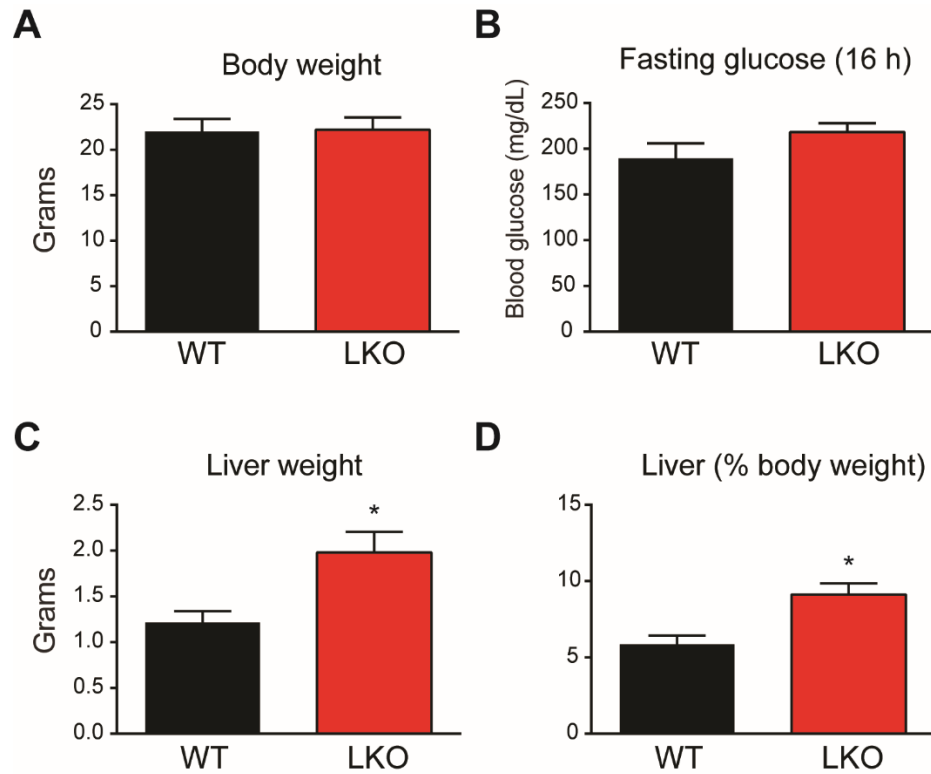 A
Body weight
Grams
25
20
15
10
5
0
WT
LKO
B
Fasting glucose (16 h)
Blood glucose (mg/dL)
250
200
150
100
50
0
WT
LKO
C
Liver weight
Grams
2.5
2.0
1.5
1.0
0.5
0.0
*
WT
LKO
D
Liver (% body weight)
15
10
5
0
*
WT
LKO